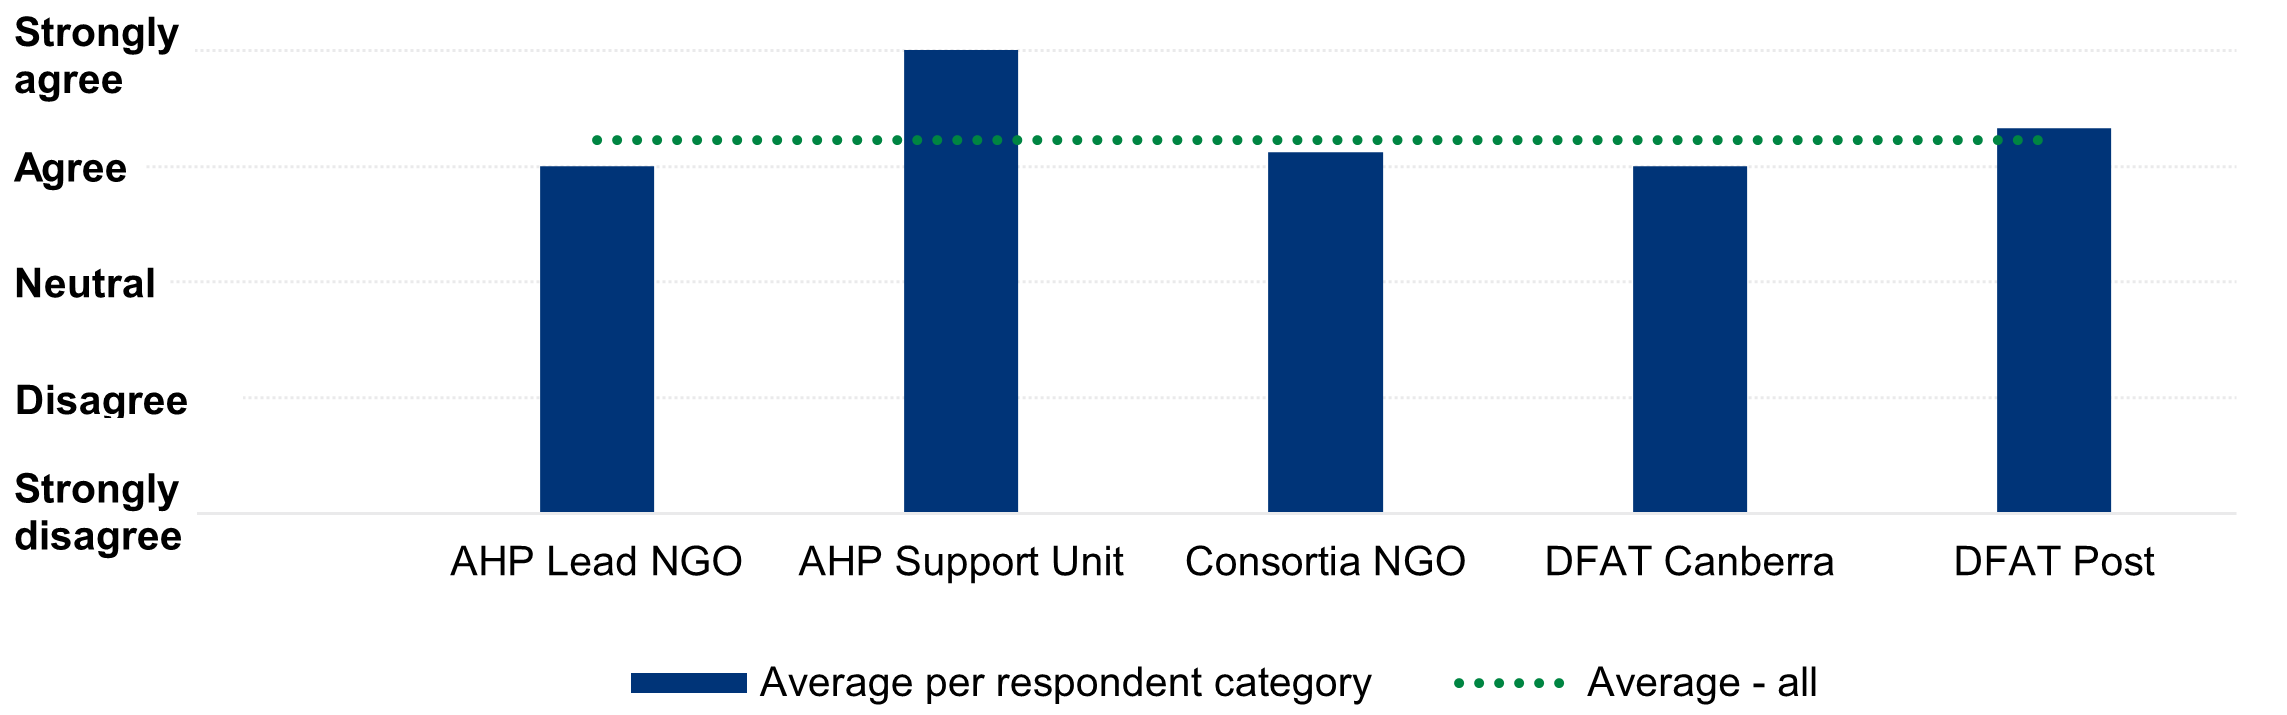 Strongly
agree
Agree
Neutral
Disagree
Strongly
disagree
AHP Lead NGO AHP Support Unit Consortia NGO DFAT Canberra DFAT Post
Average per respondent category Average - all